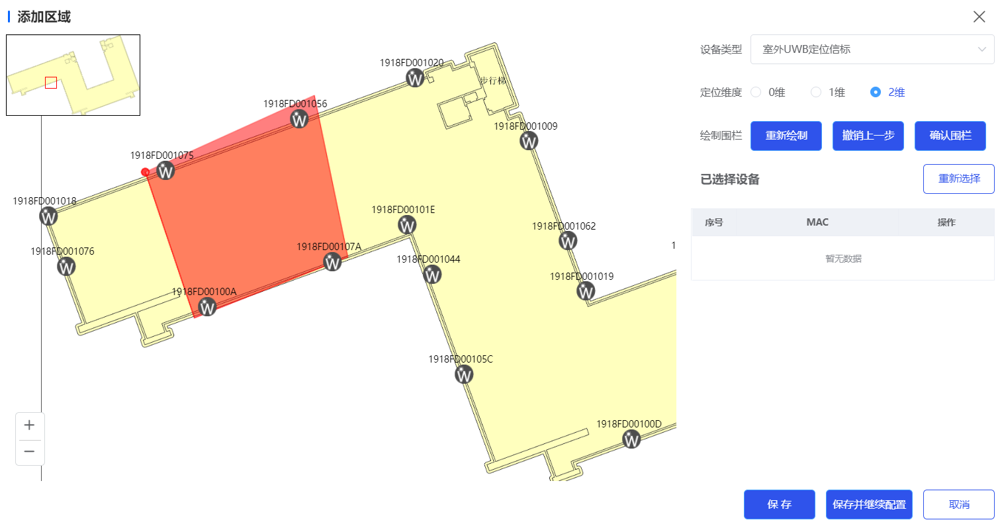 添加区域
设备类型
室外UWB定位信标
定位维度
0维
1维
2维
绘制围栏
重新绘制
撤销上一步
确认围栏
已选择设备
重新选择
序号
MAC
操作
暂无数据
1918FD001020
步行梯
1918FD001056
1918FD001009
1918FD001075
1918FD001018
1918FD00101E
1918FD001062
1918FD00107A
1
1918FD001076
1918FD001044
1918FD001019
1918FD00100A
1918FD00105C
1918FD00100D
保 存
保存并继续配置
取消